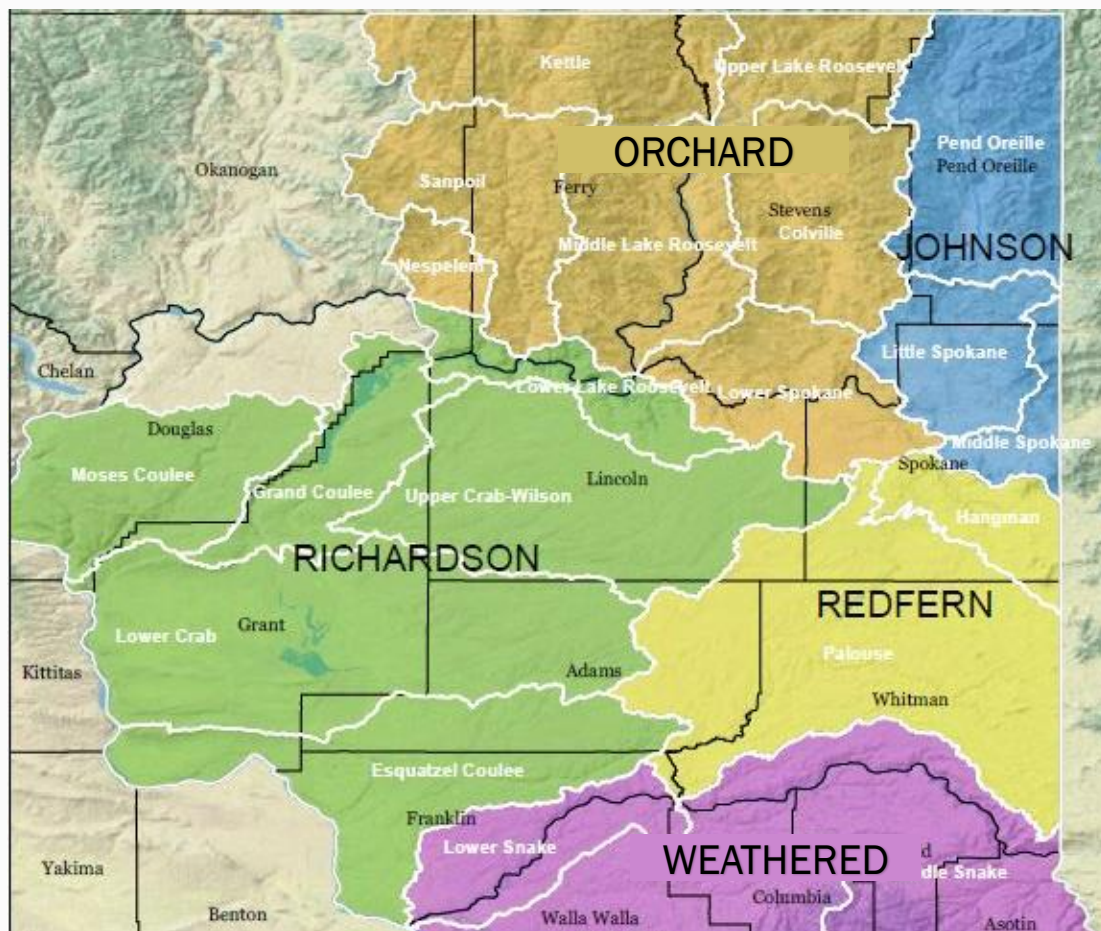 Kettle
Upper Lake Roosevelt
ORCHARD
Pend Oreille
Pend Oreille
Okanogan
Sanpoil
Ferry
Stevens
Colville
Middle Lake Roosevelt
JOHNSON
Nespelem
Little Spokane
Chelan
Lower Lake Roosevelt
Lower Spokane
Douglas
Middle Spokane
Spokane
Moses Coulee
Grand Coulee
Upper Crab-Wilson
Lincoln
Hangman
RICHARDSON
REDFERN
Lower Crab
Grant
Palouse
Kittitas
Adams
Whitman
Esquatzel Coulee
Franklin
Lower Snake
WEATHERED
d
dle Snake
Yakima
Columbia
Benton
Walla Walla
Asotin